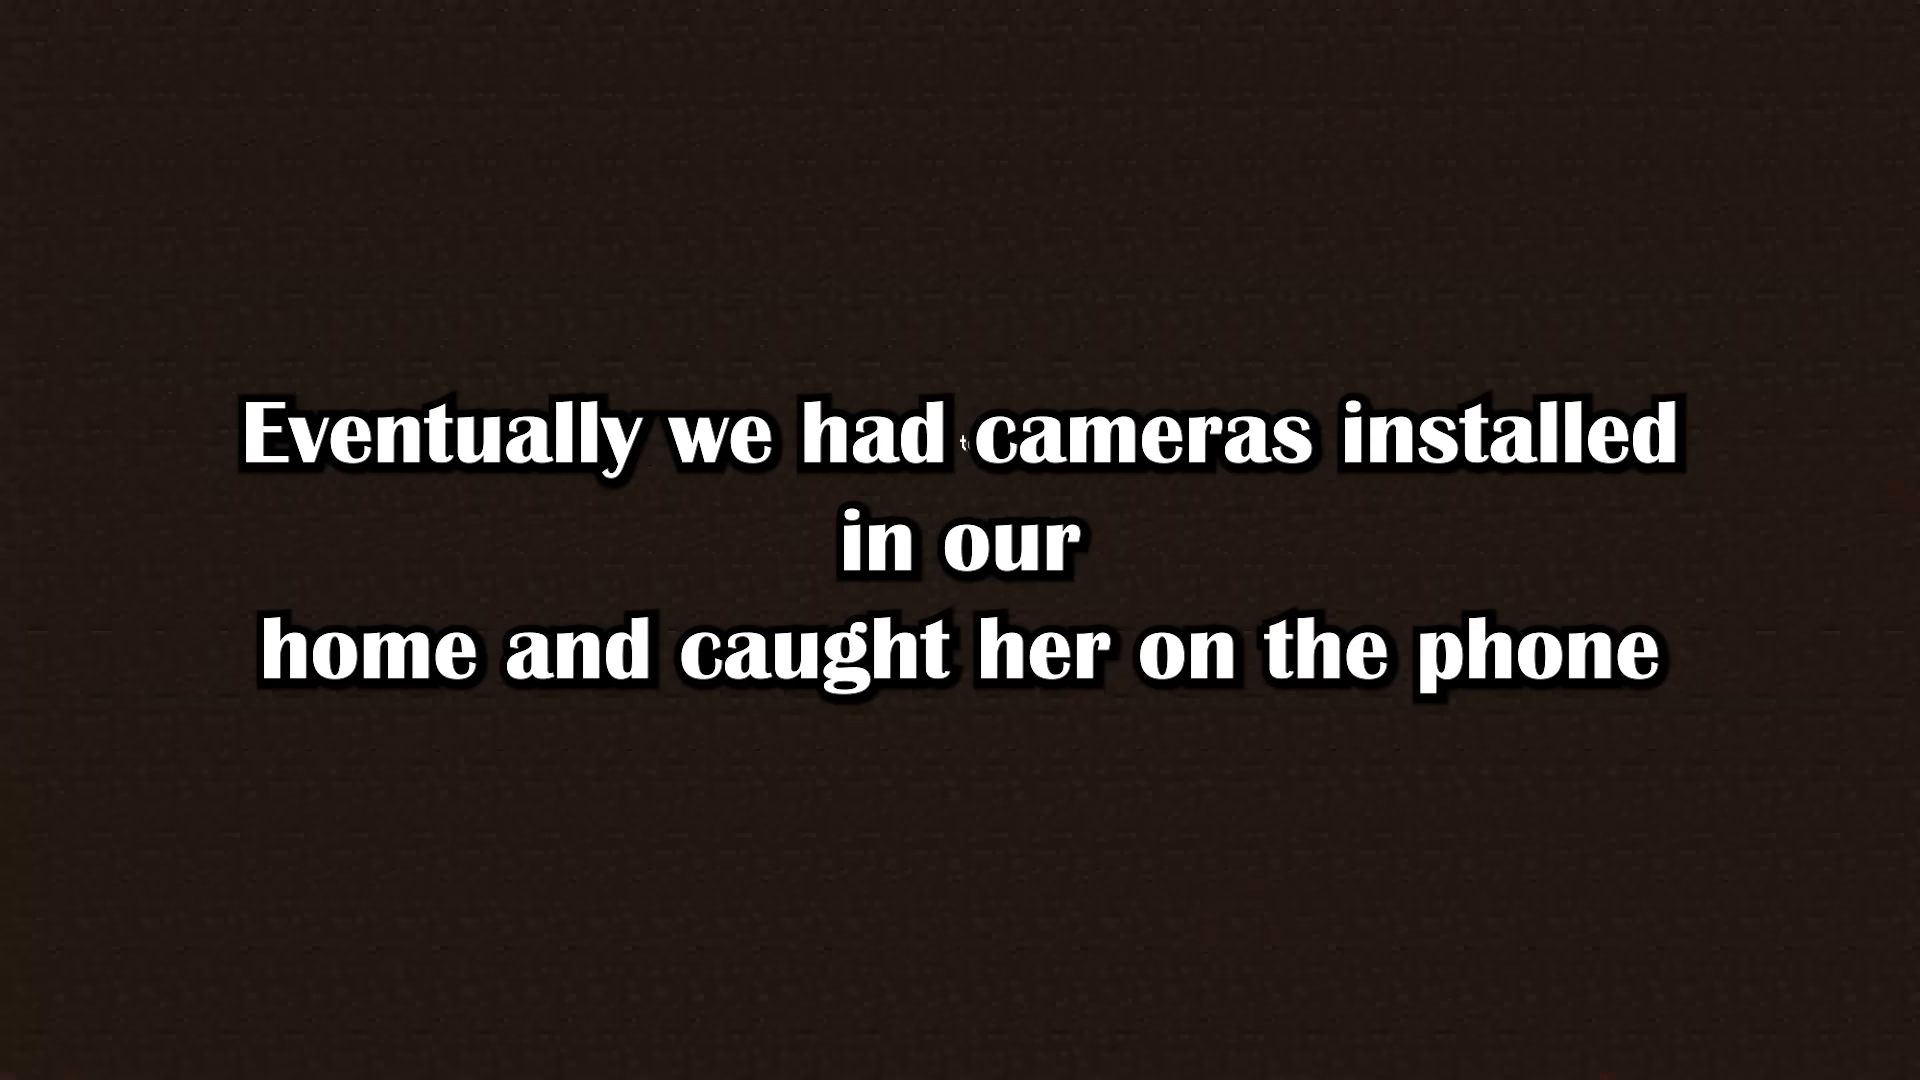 Eventually we had cameras installed
in our
home and caught her on the phone